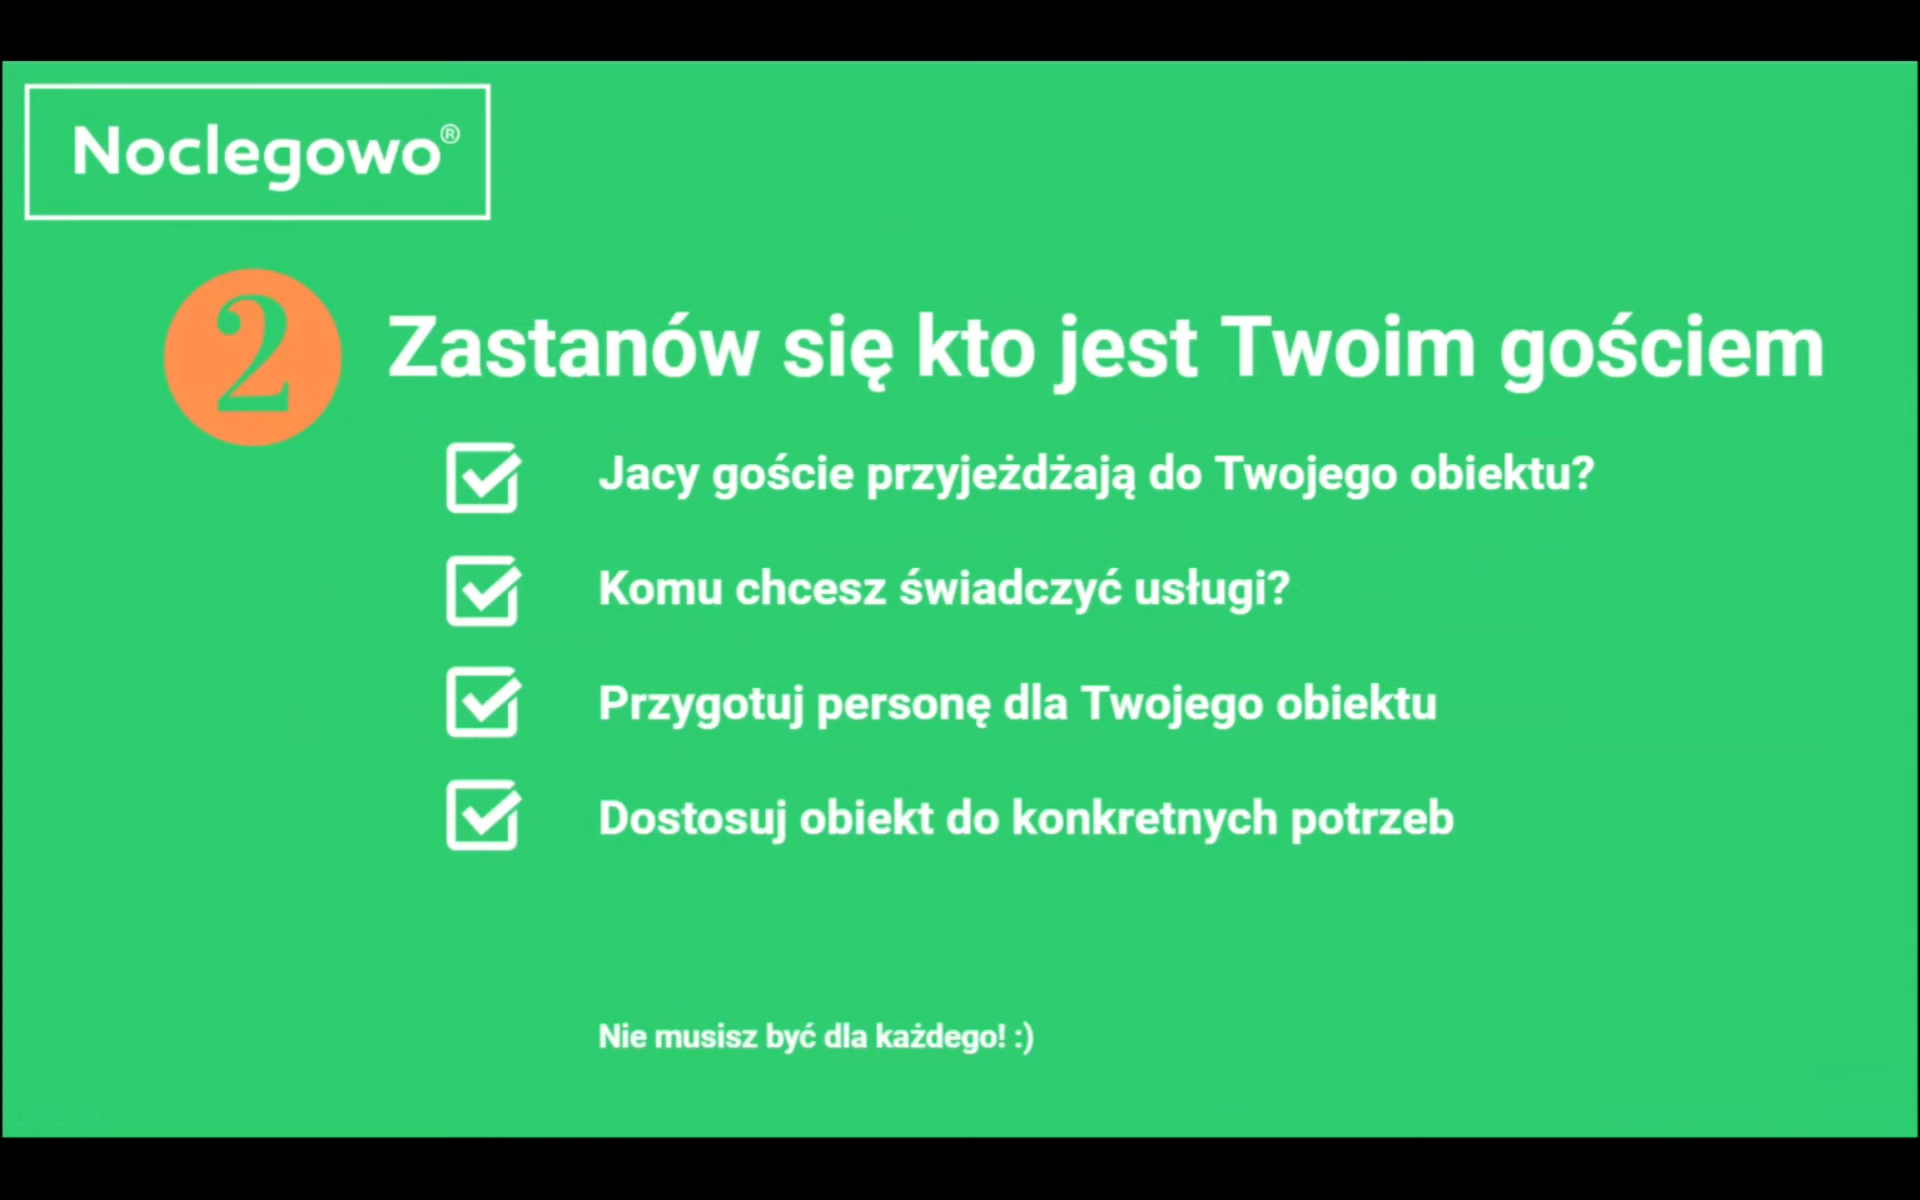 Noclegowo®
2
Zastanów się kto jest Twoim gościem
Jacy goście przyjeżdżają do Twojego obiektu?
Komu chcesz świadczyć usługi?
Przygotuj personę dla Twojego obiektu
Dostosuj obiekt do konkretnych potrzeb
Nie musisz być dla każdego! :)